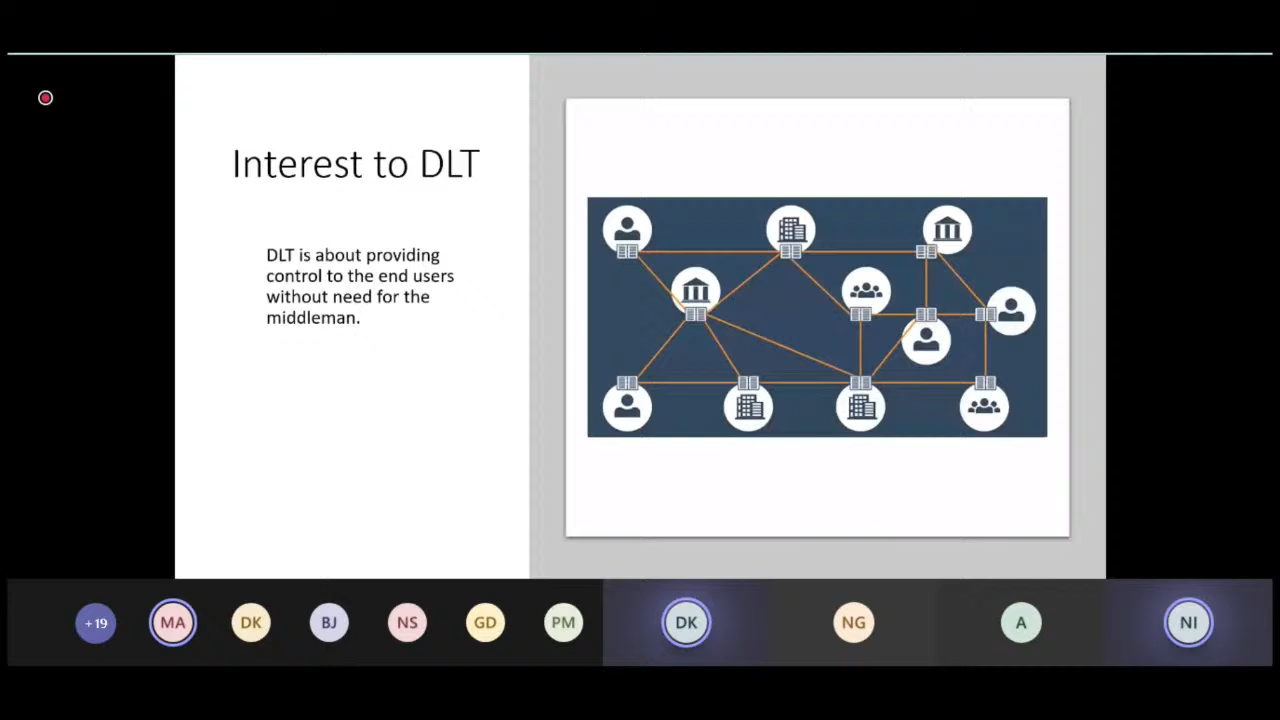 Interest to DLT
DLT is about providing
control to the end users
without need for the
middleman.
+19
MA
DK
BJ
NS
GD
PM
DK
NG
A
NI